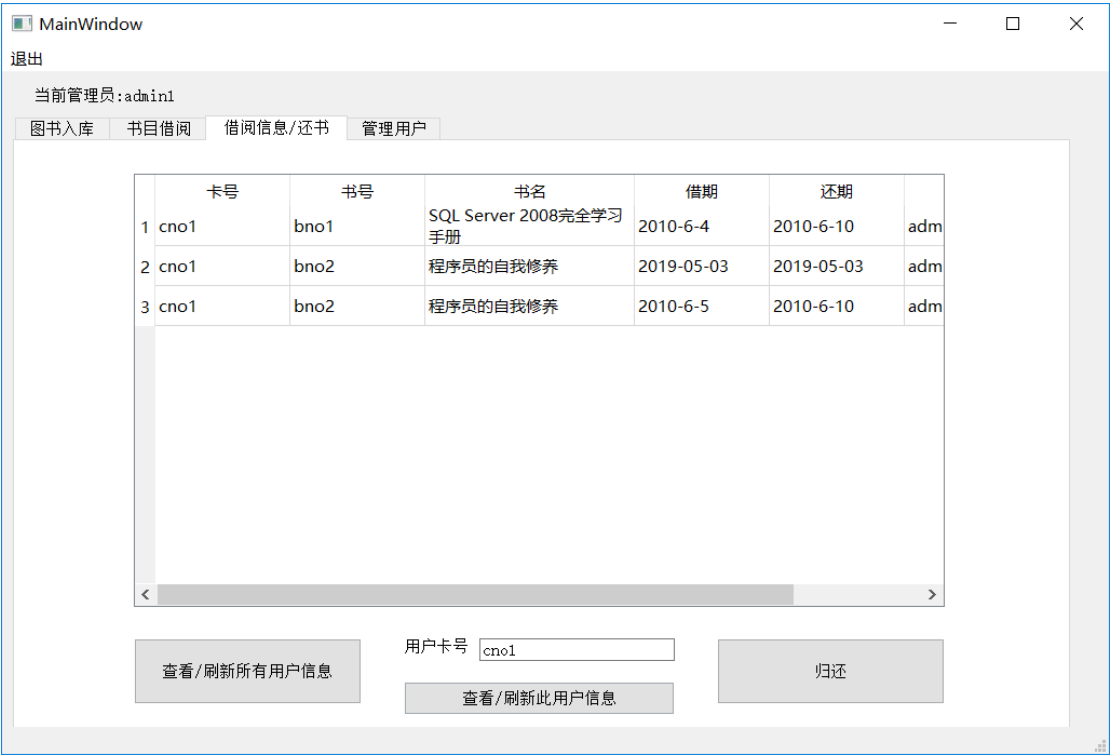 MainWindow
退出
当前管理员:admin1
图书入库 书目借阅 借阅信息/还书 管理用户
卡号 书号 书名 借期 还期
1 cno1 bno1 SQL Server 2008完全学习手册 2010-6-4 2010-6-10 adm
2 cno1 bno2 程序员的自我修养 2019-05-03 2019-05-03 adm
3 cno1 bno2 程序员的自我修养 2010-6-5 2010-6-10 adm
用户卡号 cno1
查看/刷新所有用户信息 归还
查看/刷新此用户信息